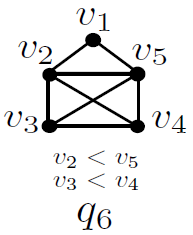 v₁
v₂ v₅
v₃ v₄
v₂ < v₅
v₃ < v₄
q₆